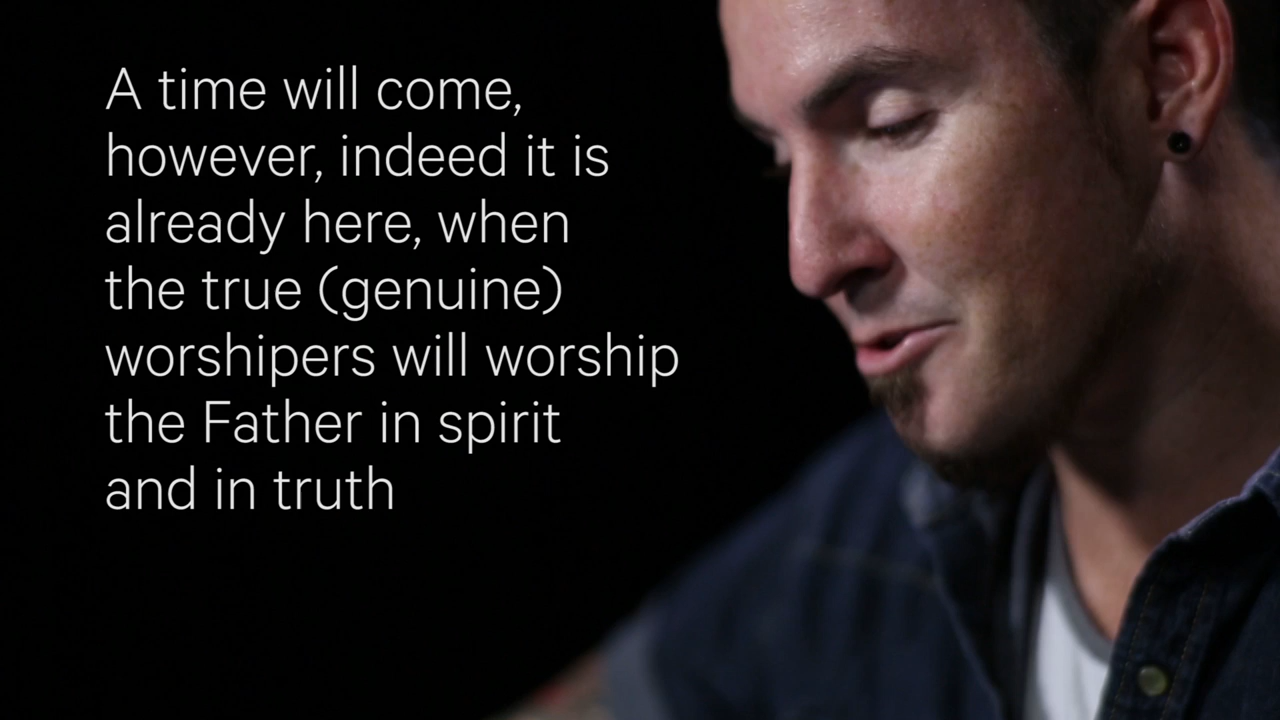 A time will come,
however, indeed it is
already here, when
the true (genuine)
worshipers will worship
the Father in spirit
and in truth